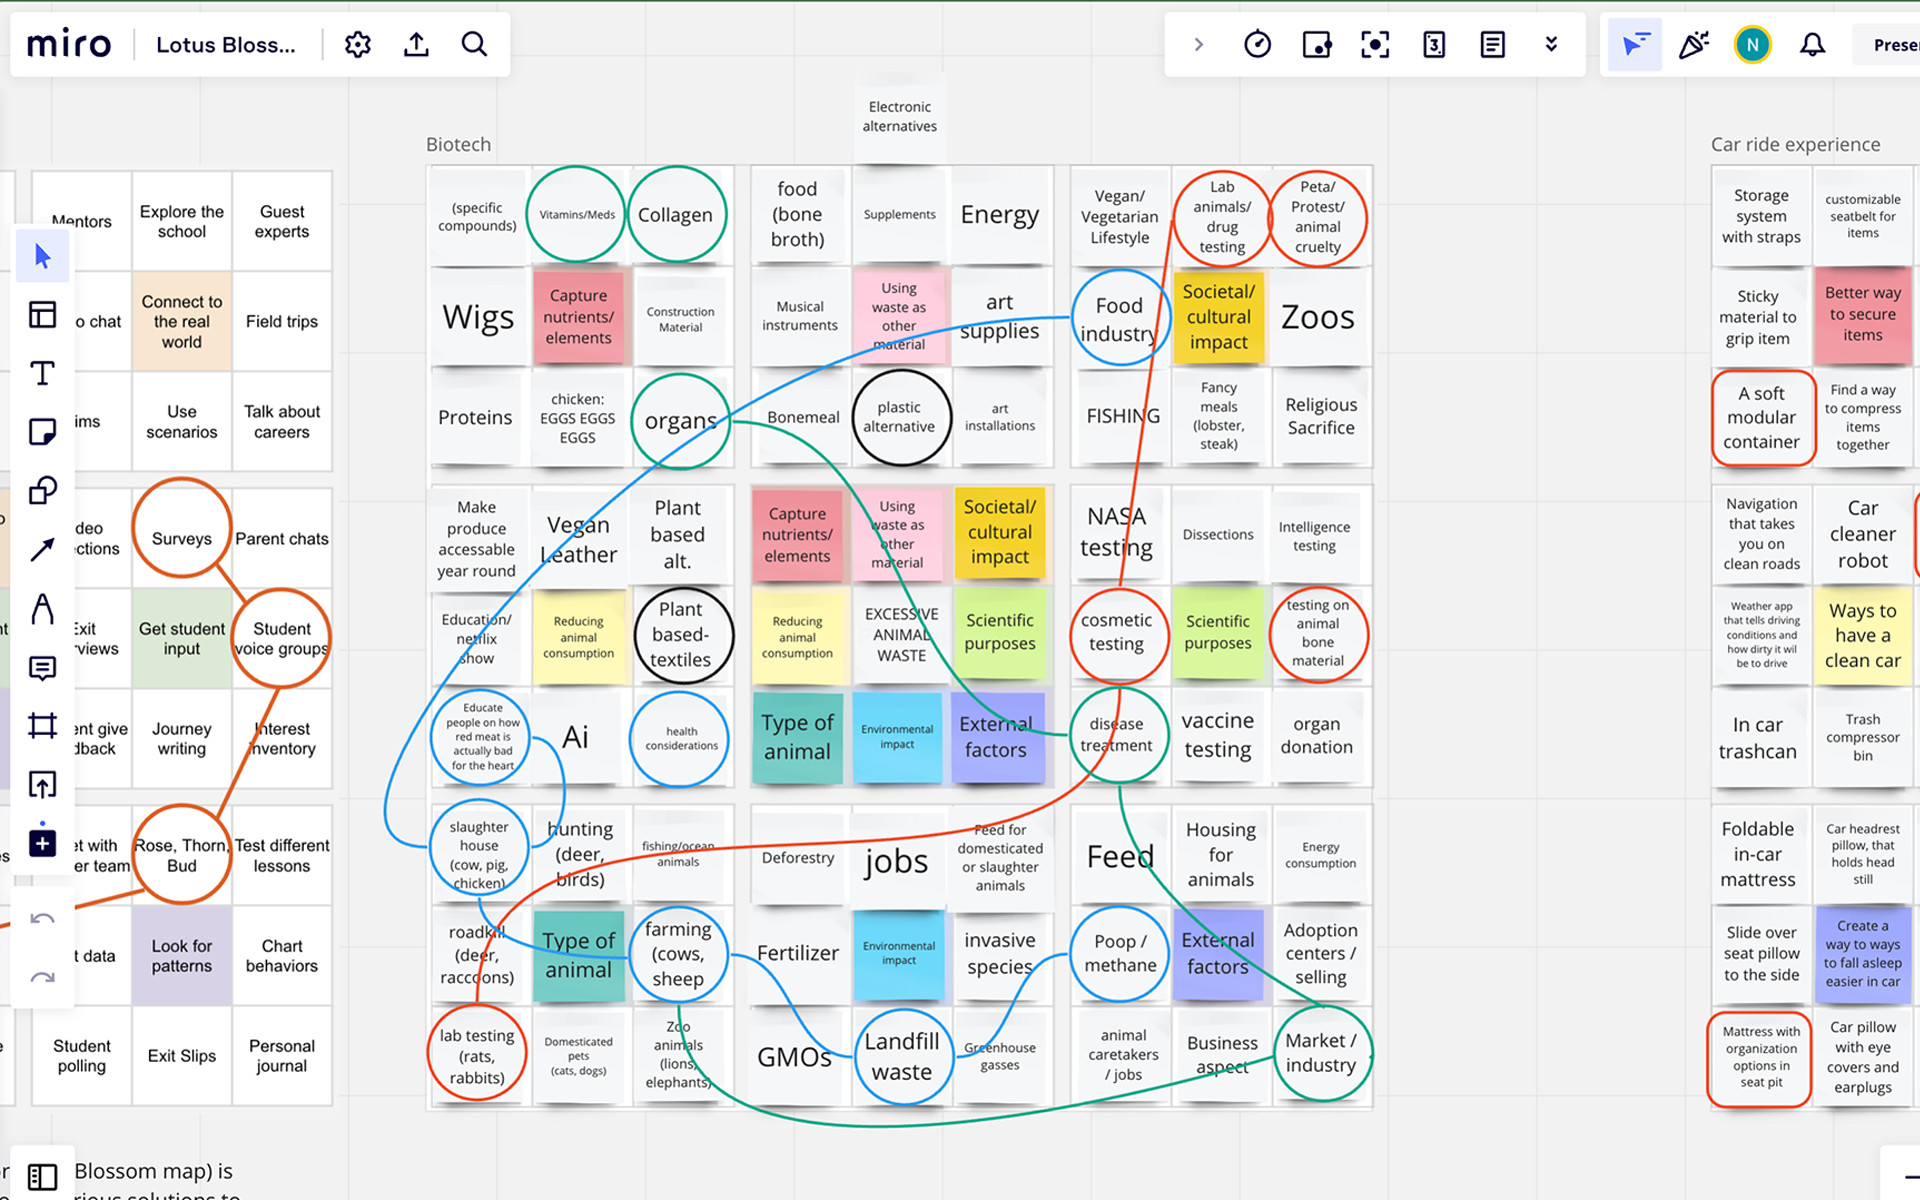 miro
Lotus Bloss...
3
N
Electronic
alternatives
Biotech
Car ride experience
Mentors
Explore the
school
Guest
experts
o chat
Connect to
the real
world
Field trips
ims
Use
scenarios
Talk about
careers
Surveys
Parent chats
Get student
input
Student
voice groups
Journey
writing
Interest
inventory
Rose, Thorn,
Bud
Test different
lessons
t data
Look for
patterns
Chart
behaviors
Student
polling
Exit Slips
Personal
journal
Blossom map) is
(specific
compounds)
Vitamins/Meds
Collagen
Wigs
Capture
nutrients/
elements
Construction
Material
Proteins
chicken:
EGGS EGGS
EGGS
organs
food
(bone
broth)
Supplements
Energy
Musical
instruments
Using
waste as
other
material
art
supplies
Bonemeal
plastic
alternative
art
installations
Vegan/
Vegetarian
Lifestyle
Lab
animals/
drug
testing
Peta/
Protest/
animal
cruelty
Food
industry
Societal/
cultural
impact
Zoos
FISHING
Fancy
meals
(lobster,
steak)
Religious
Sacrifice
Make
produce
accessable
year round
Vegan
Leather
Plant
based
alt.
Education/
netflix
show
Reducing
animal
consumption
Plant
based-
textiles
Educate
people on how
red meat is
actually bad
for the heart
Ai
health
considerations
Capture
nutrients/
elements
Using
waste as
other
material
Societal/
cultural
impact
Reducing
animal
consumption
EXCESSIVE
ANIMAL
WASTE
Scientific
purposes
Type of
animal
Environmental
impact
External
factors
NASA
testing
Dissections
Intelligence
testing
cosmetic
testing
Scientific
purposes
testing on
animal
bone
material
disease
treatment
vaccine
testing
organ
donation
slaughter
house
(cow, pig,
chicken)
hunting
(deer,
birds)
fishing/ocean
animals
roadkill
(deer,
raccoons)
Type of
animal
farming
(cows,
sheep
lab testing
(rats,
rabbits)
Domesticated
pets
(cats, dogs)
Zoo
animals
(lions,
elephants)
Deforestry
jobs
Feed for
domesticated
or slaughter
animals
Fertilizer
Environmental
impact
invasive
species
GMOs
Landfill
waste
Greenhouse
gasses
Feed
Housing
for
animals
Energy
consumption
Poop /
methane
External
factors
Adoption
centers /
selling
animal
caretakers
/ jobs
Business
aspect
Market /
industry
Storage
system
with straps
customizable
seatbelt for
items
Sticky
material to
grip item
Better way
to secure
items
A soft
modular
container
Find a way
to compress
items
together
Navigation
that takes
you on
clean roads
Car
cleaner
robot
Weather app
that tells driving
conditions and
how dirty it wil
be to drive
Ways to
have a
clean car
In car
trashcan
Trash
compressor
bin
Foldable
in-car
mattress
Car headrest
pillow, that
holds head
still
Slide over
seat pillow
to the side
Create a
way to ways
to fall asleep
easier in car
Mattress with
organization
options in
seat pit
Car pillow
with eye
covers and
earplugs